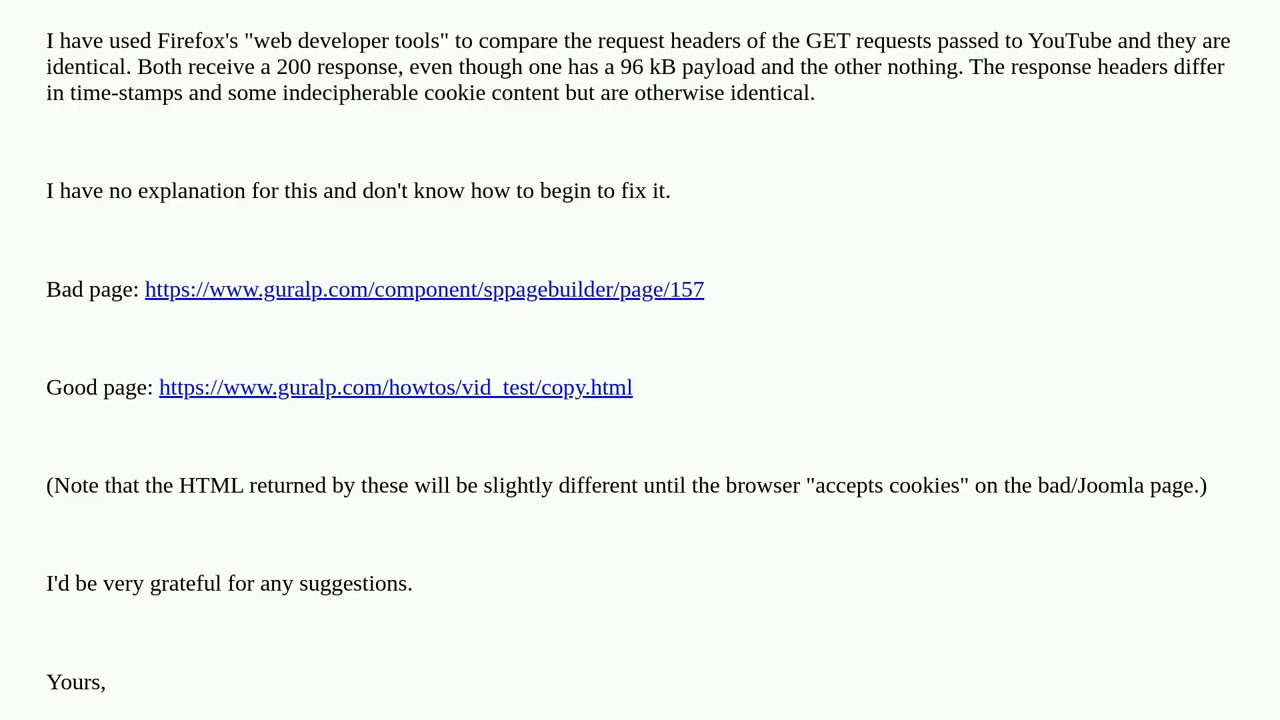 I have used Firefox's "web developer tools" to compare the request headers of the GET requests passed to YouTube and they are
identical. Both receive a 200 response, even though one has a 96 kB payload and the other nothing. The response headers differ
in time-stamps and some indecipherable cookie content but are otherwise identical.
I have no explanation for this and don't know how to begin to fix it.
Bad page: https://www.guralp.com/component/sppagebuilder/page/157
Good page: https://www.guralp.com/howtos/vid_test/copy.html
(Note that the HTML returned by these will be slightly different until the browser "accepts cookies" on the bad/Joomla page.)
I'd be very grateful for any suggestions.
Yours,